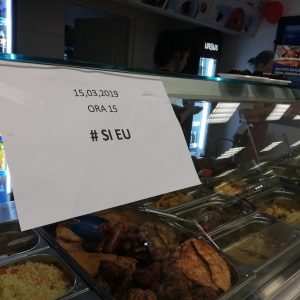 URSUS
15,03,2019
ORA 15
# SI EU